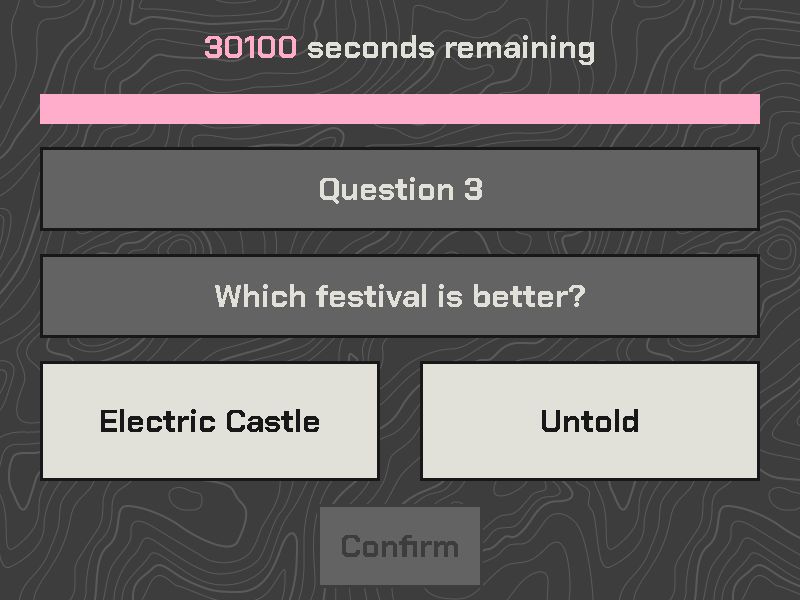 30100 seconds remaining
Question 3
Which festival is better?
Electric Castle
Untold
Confirm